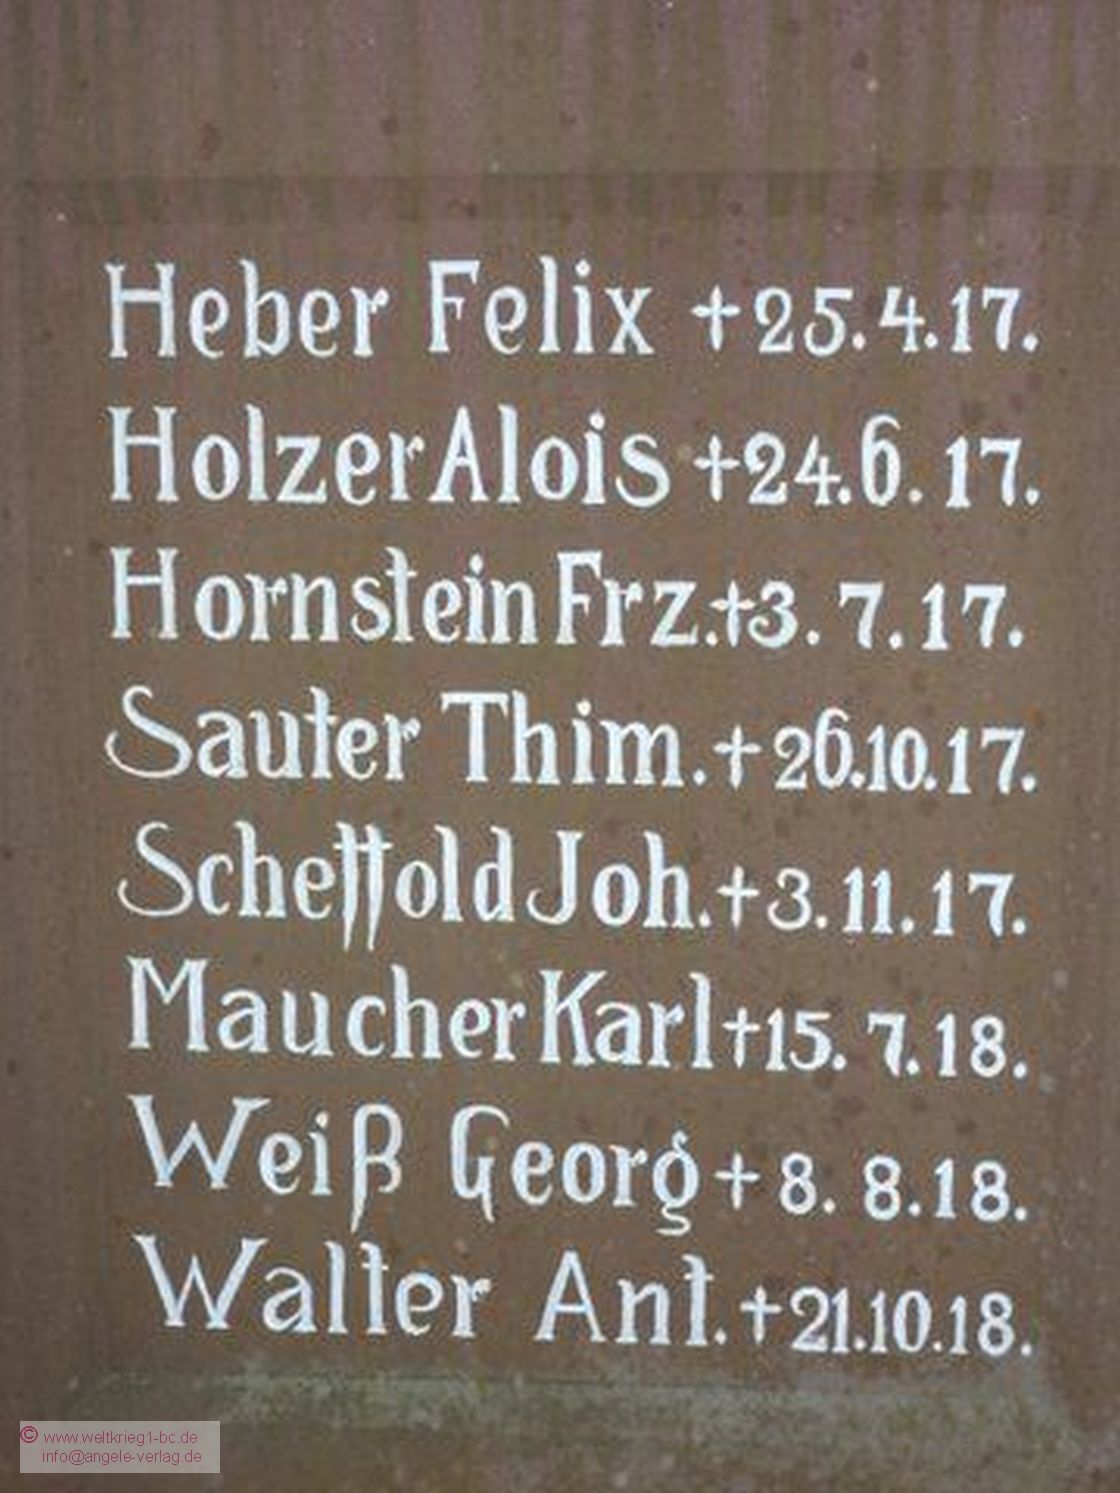 Heber Felix +25.4.17.
Holzer Alois +24.6.17.
Hornstein Frz.+3.7.17.
Sauter Thim.+26.10.17.
Scheffold Joh.+3.11.17.
Maucher Karl+15.7.18.
Weiß Georg+8.8.18.
Walter Ant.+21.10.18.
© www.weltkrieg1-bc.de
info@angele-verlag.de